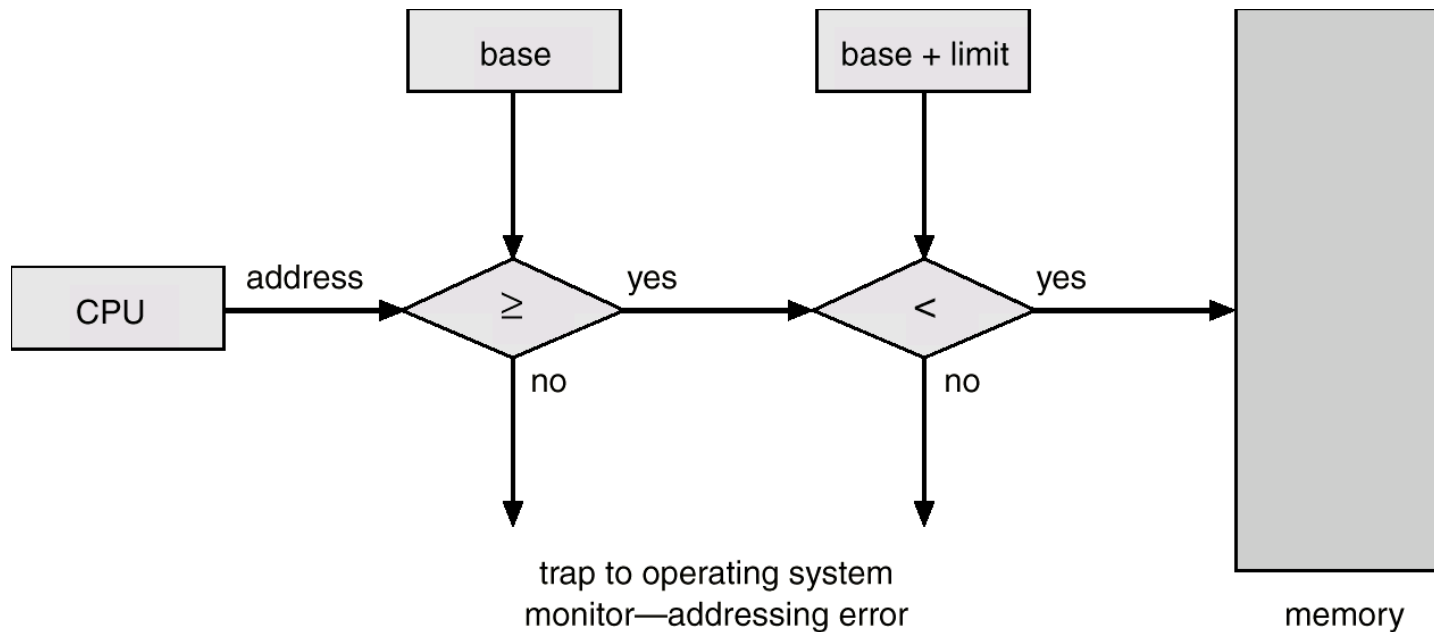 base
base + limit
CPU
address
≥
yes
<
yes
no
no
trap to operating system
monitor—addressing error
memory